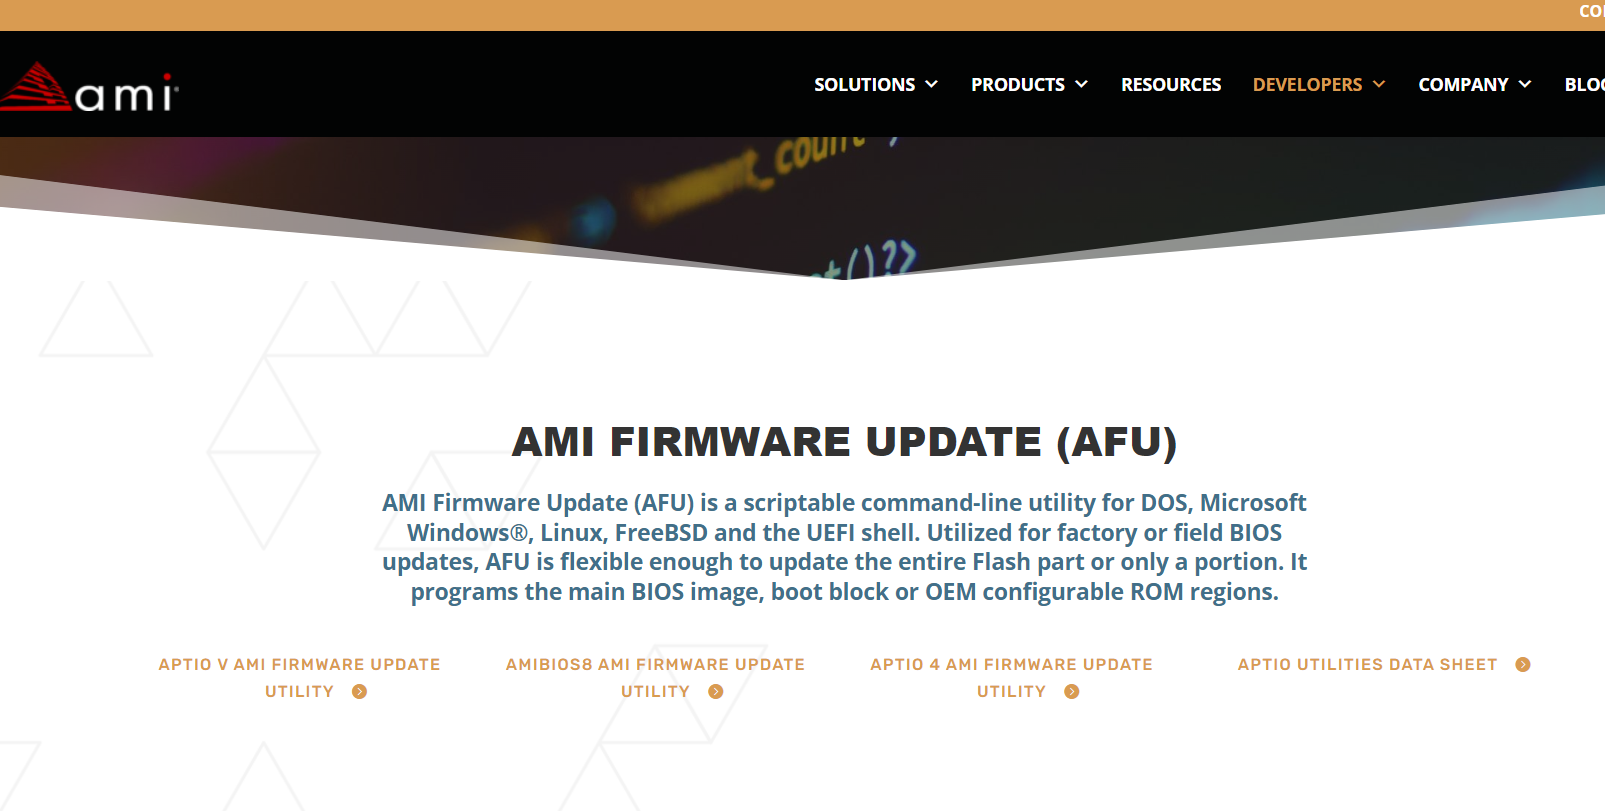 ami
SOLUTIONS
PRODUCTS
RESOURCES
DEVELOPERS
COMPANY
_count
()?>
AMI FIRMWARE UPDATE (AFU)
AMI Firmware Update (AFU) is a scriptable command-line utility for DOS, Microsoft
Windows®, Linux, FreeBSD and the UEFI shell. Utilized for factory or field BIOS
updates, AFU is flexible enough to update the entire Flash part or only a portion. It
programs the main BIOS image, boot block or OEM configurable ROM regions.
APTIO V AMI FIRMWARE UPDATE
UTILITY
AMIBIOS8 AMI FIRMWARE UPDATE
UTILITY
APTIO 4 AMI FIRMWARE UPDATE
UTILITY
APTIO UTILITIES DATA SHEET